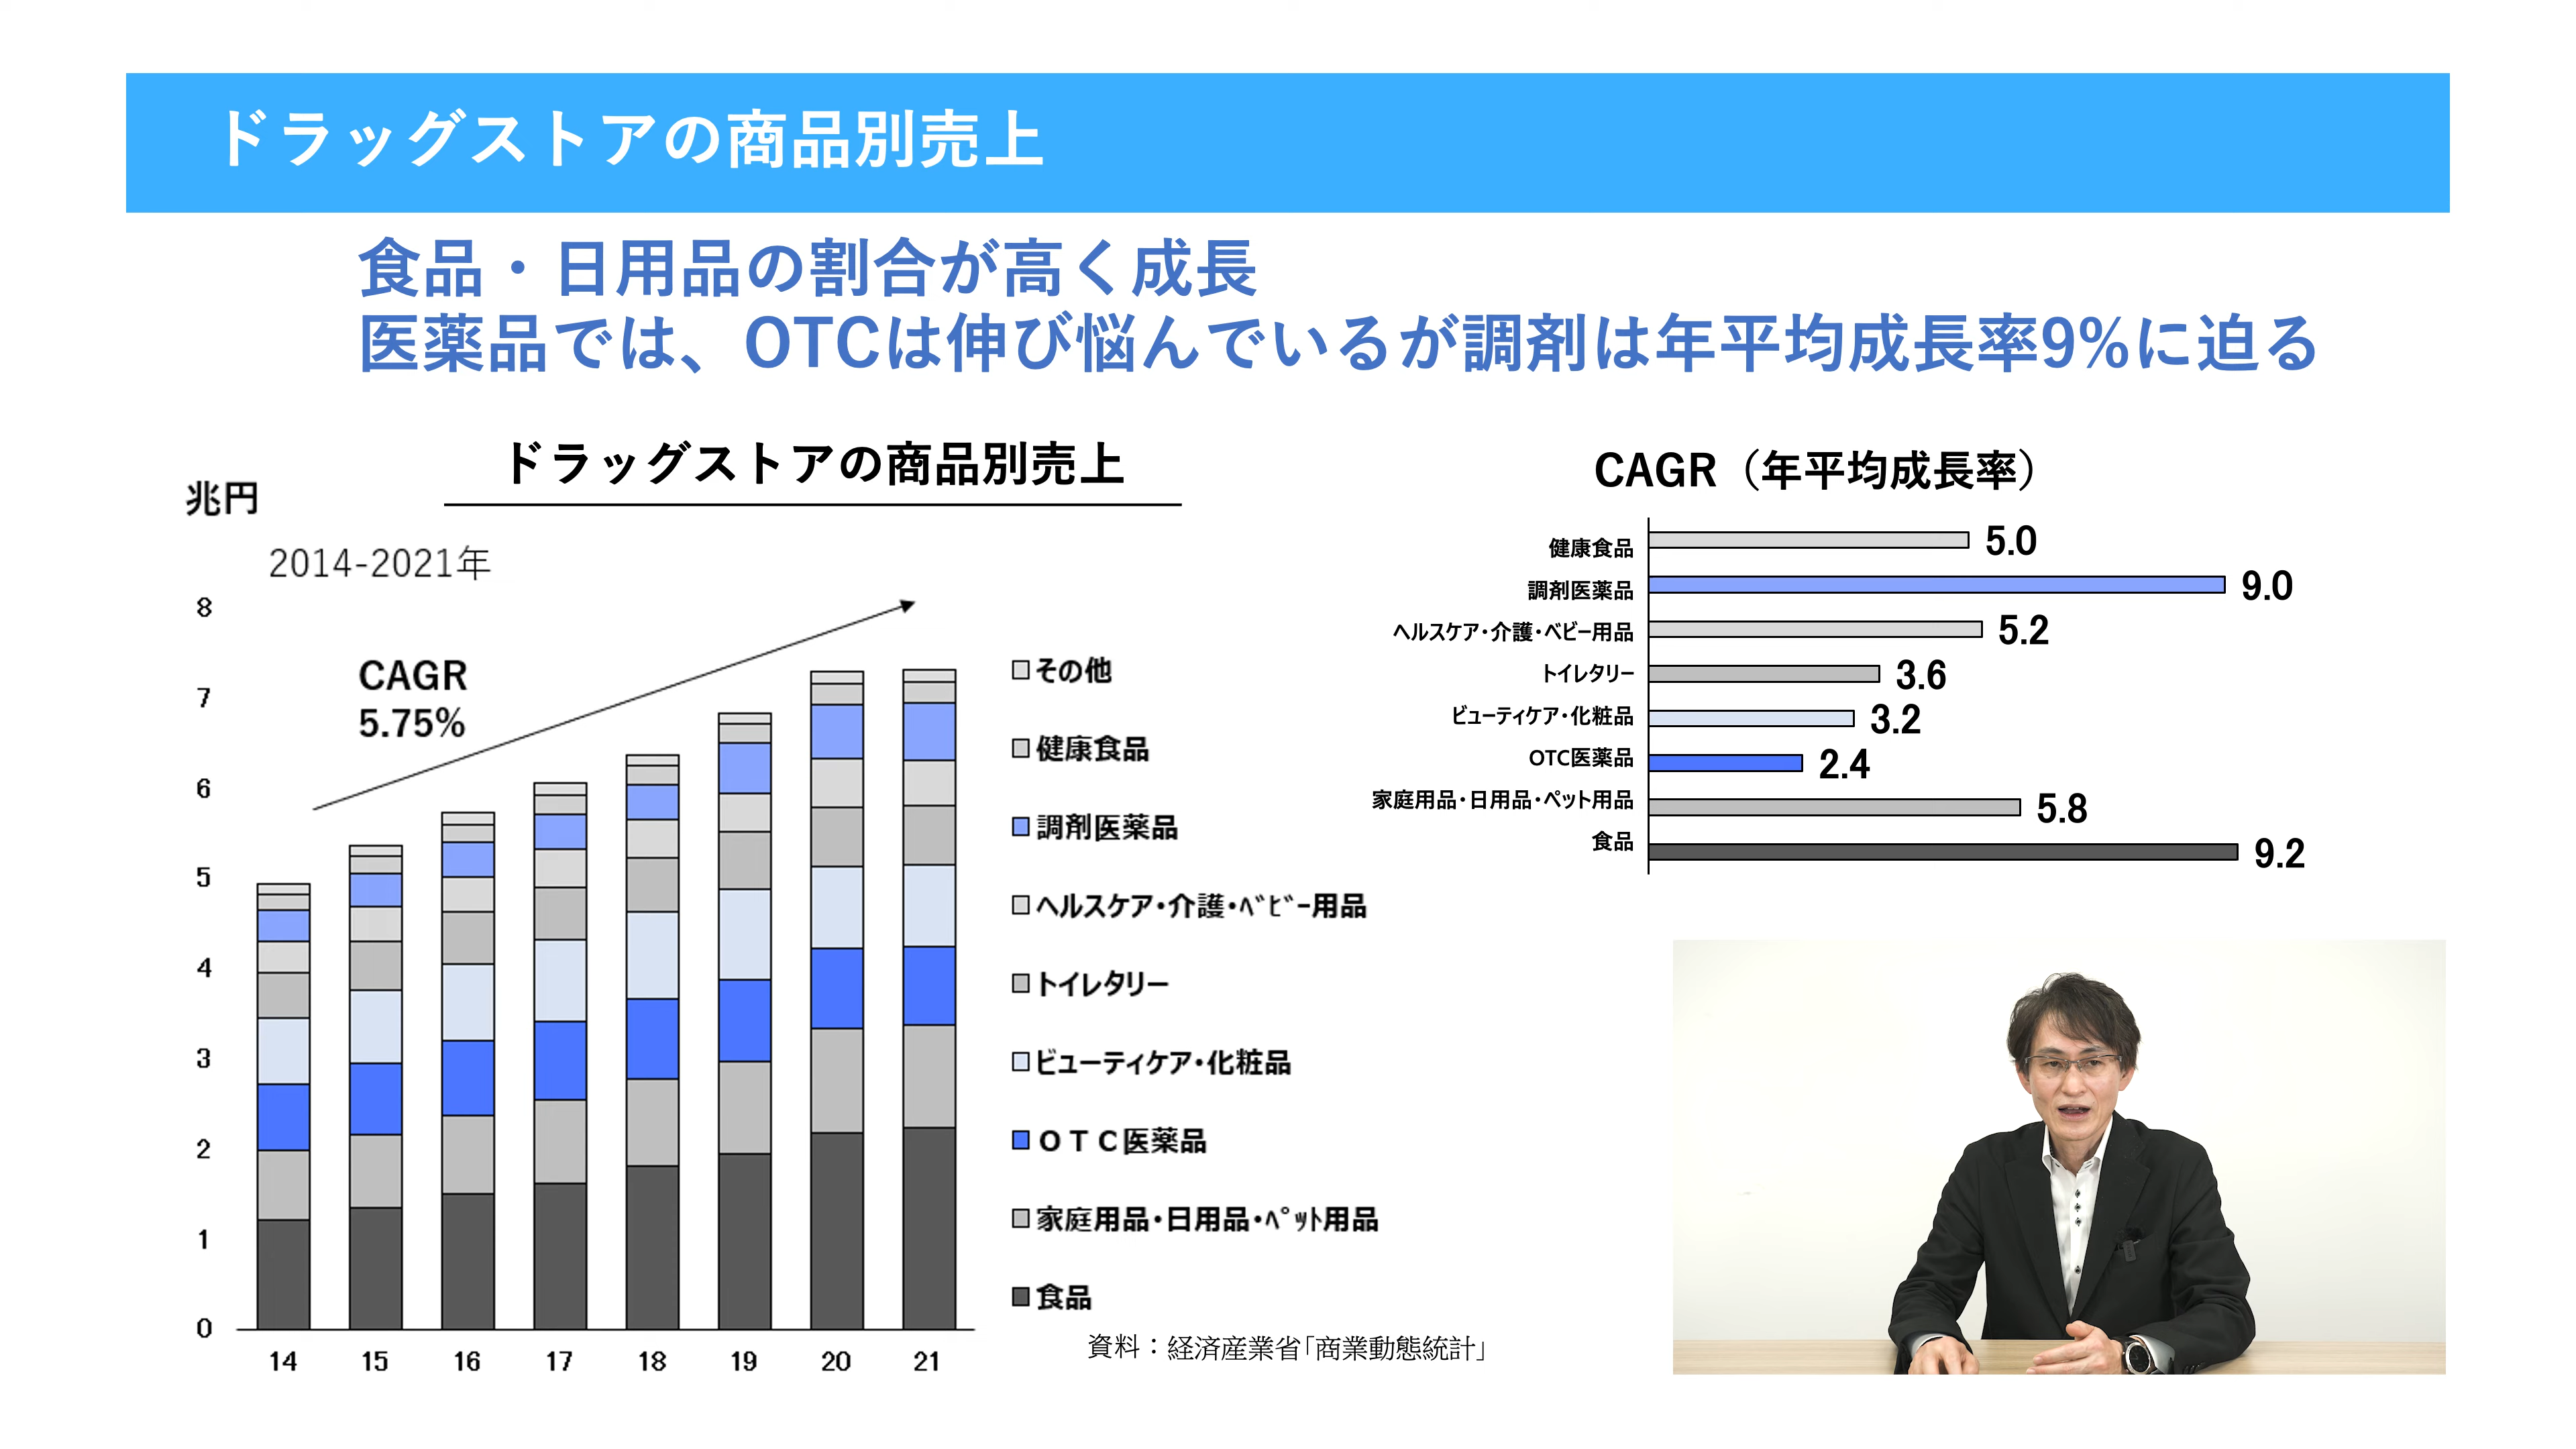 ドラッグストアの商品別売上
食品・日用品の割合が高く成長
医薬品では、OTCは伸び悩んでいるが調剤は年平均成長率9%に迫る
ドラッグストアの商品別売上
兆円
2014-2021年
CAGR
5.75%
8
7
6
5
4
3
2
1
0
14 15 16 17 18 19 20 21
その他
健康食品
調剤医薬品
ヘルスケア・介護・ﾍﾞﾋﾞｰ用品
トイレタリー
ビューティケア・化粧品
ＯＴＣ医薬品
家庭用品・日用品・ﾍﾟｯﾄ用品
食品
資料：経済産業省「商業動態統計」
CAGR（年平均成長率）
健康食品 5.0
調剤医薬品 9.0
ヘルスケア・介護・ベビー用品 5.2
トイレタリー 3.6
ビューティケア・化粧品 3.2
OTC医薬品 2.4
家庭用品・日用品・ペット用品 5.8
食品 9.2